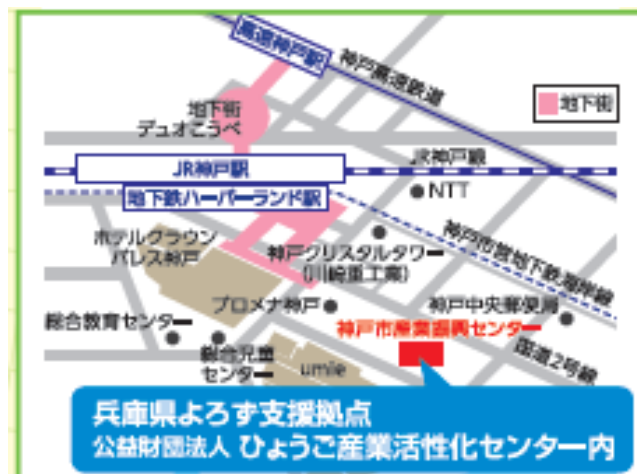 高速神戸駅
神戸高速鉄道
地下街
地下街
デュオこうべ
JR神戸線
JR神戸駅
地下鉄ハーバーランド駅
NTT
神戸市営地下鉄海岸線
ホテルクラウン
パレス神戸
神戸クリスタルタワー
(川崎重工業)
プロメナ神戸
神戸中央郵便局
総合教育センター
神戸市産業振興センター
国道2号線
総合児童
センター
umie
兵庫県よろず支援拠点
公益財団法人 ひょうご産業活性化センター内